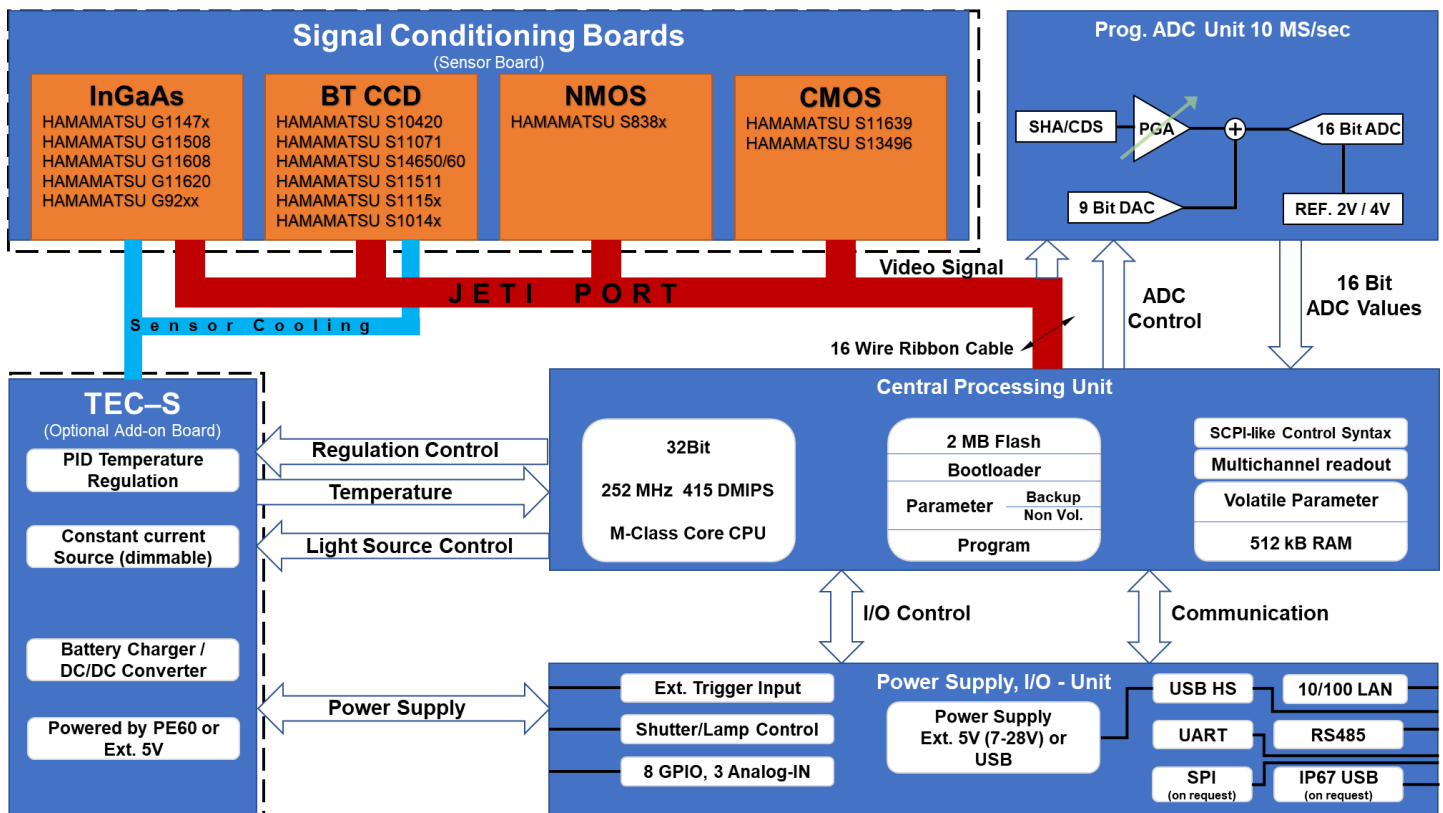 Signal Conditioning Boards
(Sensor Board)
InGaAs
HAMAMATSU G1147x
HAMAMATSU G11508
HAMAMATSU G11608
HAMAMATSU G11620
HAMAMATSU G92xx
BT CCD
HAMAMATSU S10420
HAMAMATSU S11071
HAMAMATSU S14650/60
HAMAMATSU S11511
HAMAMATSU S1115x
HAMAMATSU S1014x
NMOS
HAMAMATSU S838x
CMOS
HAMAMATSU S11639
HAMAMATSU S13496
Prog. ADC Unit 10 MS/sec
SHA/CDS
PGA
+
16 Bit ADC
9 Bit DAC
REF. 2V / 4V
Video Signal
JETI PORT
Sensor Cooling
16 Wire Ribbon Cable
ADC
Control
16 Bit
ADC Values
TEC–S
(Optional Add-on Board)
PID Temperature
Regulation
Constant current
Source (dimmable)
Battery Charger /
DC/DC Converter
Powered by PE60 or
Ext. 5V
Regulation Control
Temperature
Light Source Control
Power Supply
Central Processing Unit
32Bit
252 MHz 415 DMIPS
M-Class Core CPU
2 MB Flash
Bootloader
Parameter
Backup
Non Vol.
Program
SCPI-like Control Syntax
Multichannel readout
Volatile Parameter
512 kB RAM
I/O Control
Communication
Power Supply, I/O - Unit
Ext. Trigger Input
Shutter/Lamp Control
8 GPIO, 3 Analog-IN
Power Supply
Ext. 5V (7-28V) or
USB
USB HS
10/100 LAN
UART
RS485
SPI
(on request)
IP67 USB
(on request)